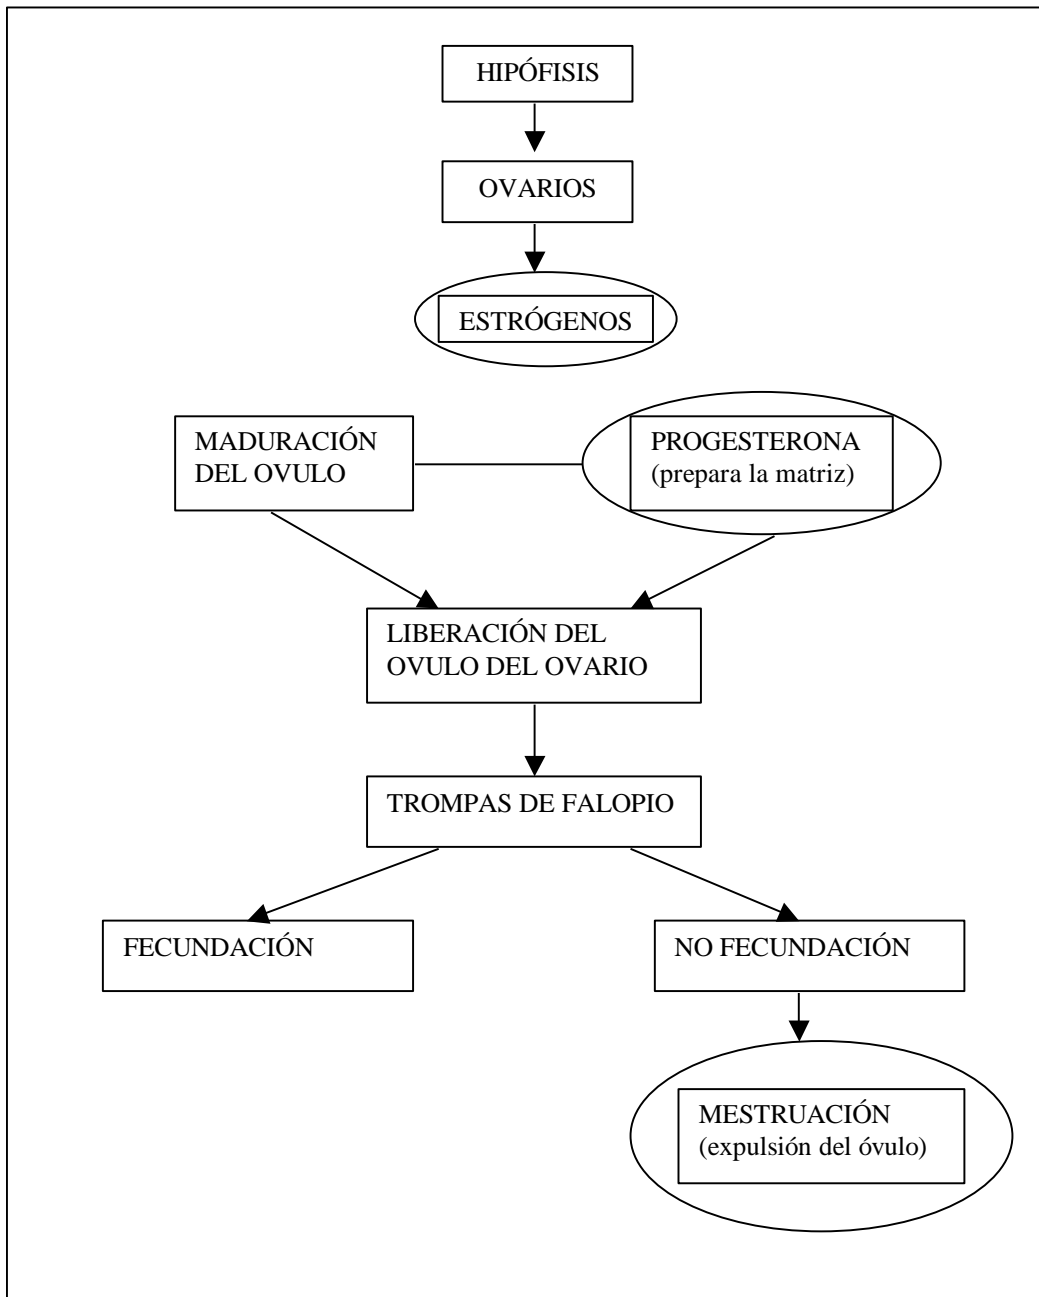 HIPÓFISIS
OVARIOS
ESTRÓGENOS
MADURACIÓN
DEL OVULO
PROGESTERONA
(prepara la matriz)
LIBERACIÓN DEL
OVULO DEL OVARIO
TROMPAS DE FALOPIO
FECUNDACIÓN
NO FECUNDACIÓN
MESTRUACIÓN
(expulsión del óvulo)